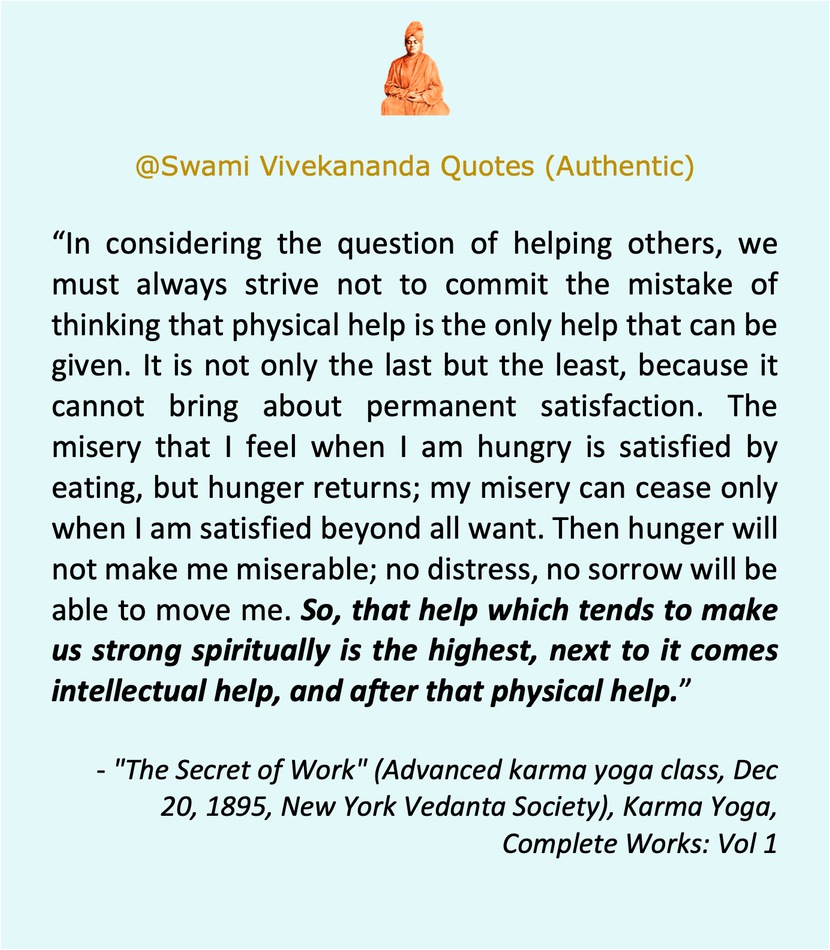 @Swami Vivekananda Quotes (Authentic)
“In considering the question of helping others, we
must always strive not to commit the mistake of
thinking that physical help is the only help that can be
given. It is not only the last but the least, because it
cannot bring about permanent satisfaction. The
misery that I feel when I am hungry is satisfied by
eating, but hunger returns; my misery can cease only
when I am satisfied beyond all want. Then hunger will
not make me miserable; no distress, no sorrow will be
able to move me. So, that help which tends to make
us strong spiritually is the highest, next to it comes
intellectual help, and after that physical help.”
- "The Secret of Work" (Advanced karma yoga class, Dec
20, 1895, New York Vedanta Society), Karma Yoga,
Complete Works: Vol 1